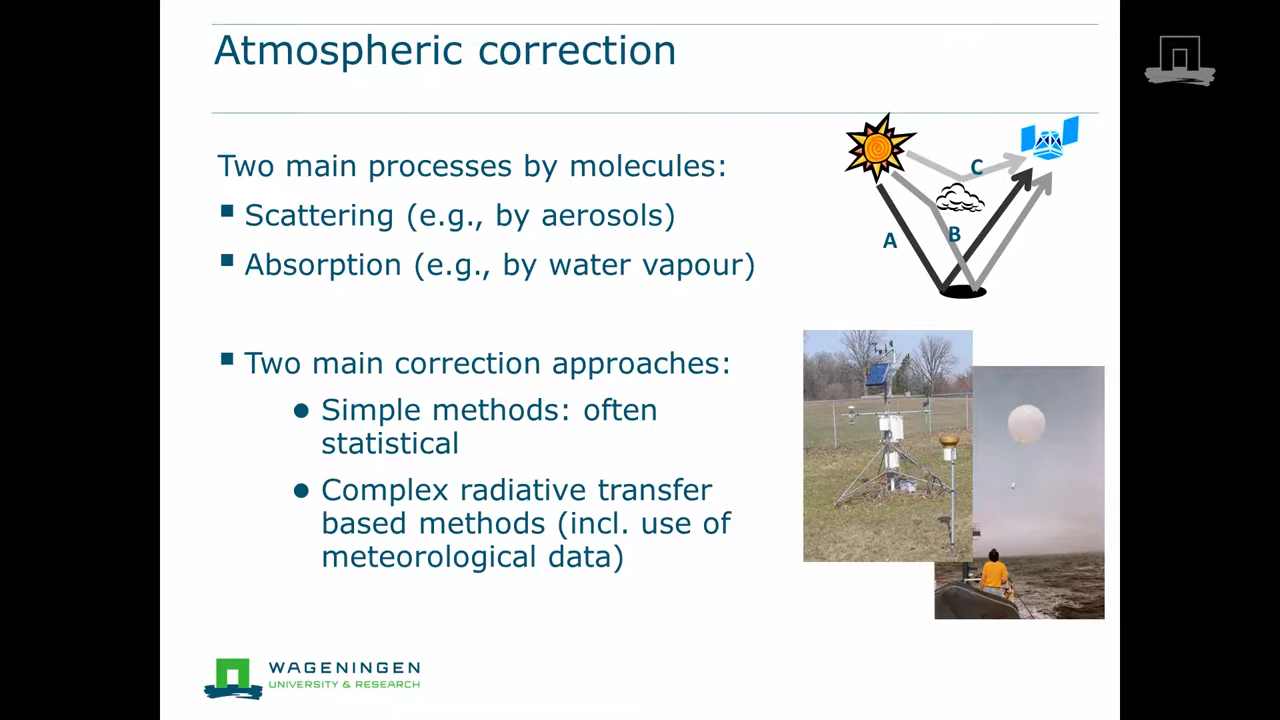 Atmospheric correction
Two main processes by molecules:
▪ Scattering (e.g., by aerosols)
▪ Absorption (e.g., by water vapour)
▪ Two main correction approaches:
● Simple methods: often
statistical
● Complex radiative transfer
based methods (incl. use of
meteorological data)
C
A
B
WAGENINGEN
UNIVERSITY & RESEARCH